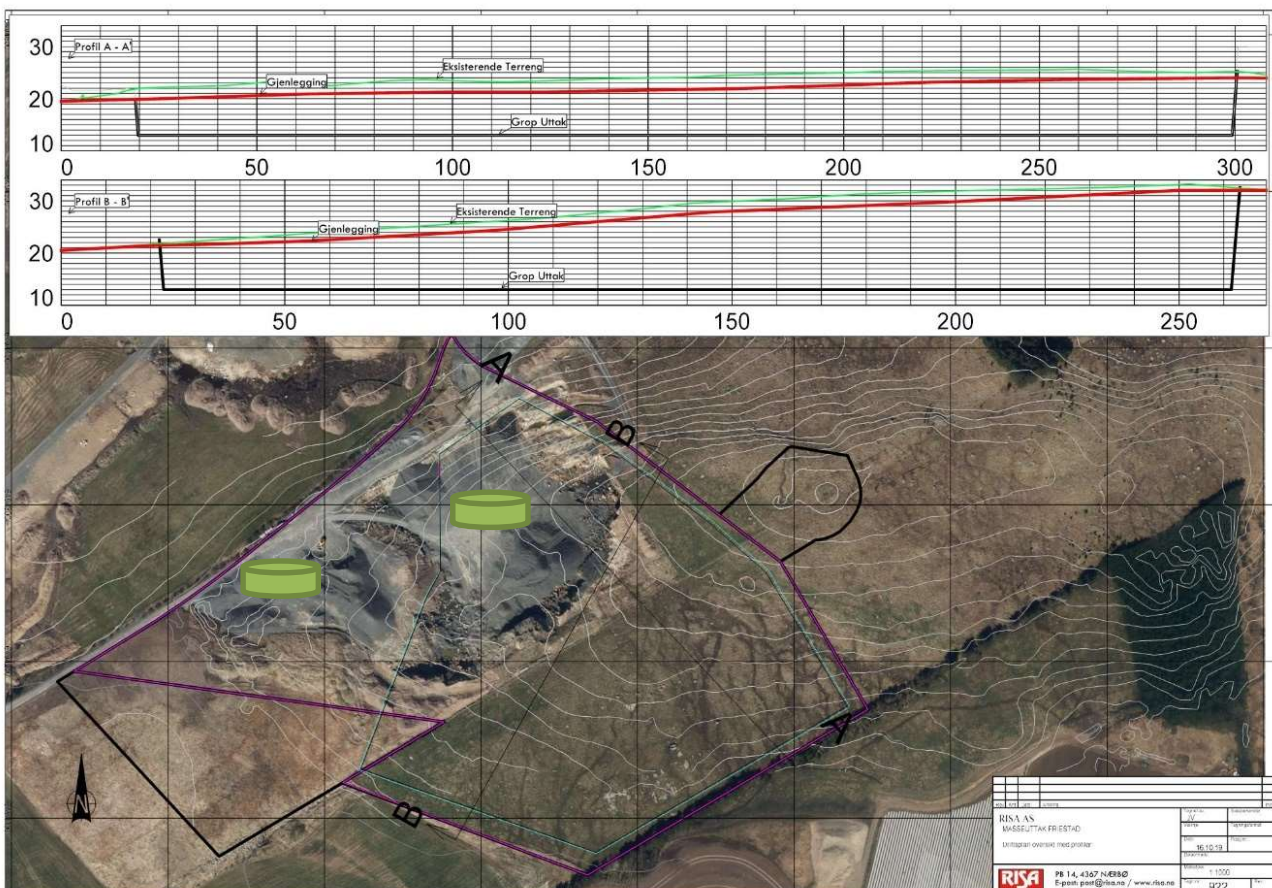 30
Profil A - A'
Eksisterende Terreng
Gjenlegging
20
Grop Uttak
10
0 50 100 150 200 250 300
30
Profil B - B'
Eksisterende Terreng
Gjenlegging
20
Grop Uttak
10
0 50 100 150 200 250
A
B
A
B
N
RISA AS
MASSEUTTAK FRIESTAD
Driftsplan oversikt med profiler
16.10.19
1:1000
RISA
PB 14, 4367 NÆRBØ
E-post: post@risa.no / www.risa.no